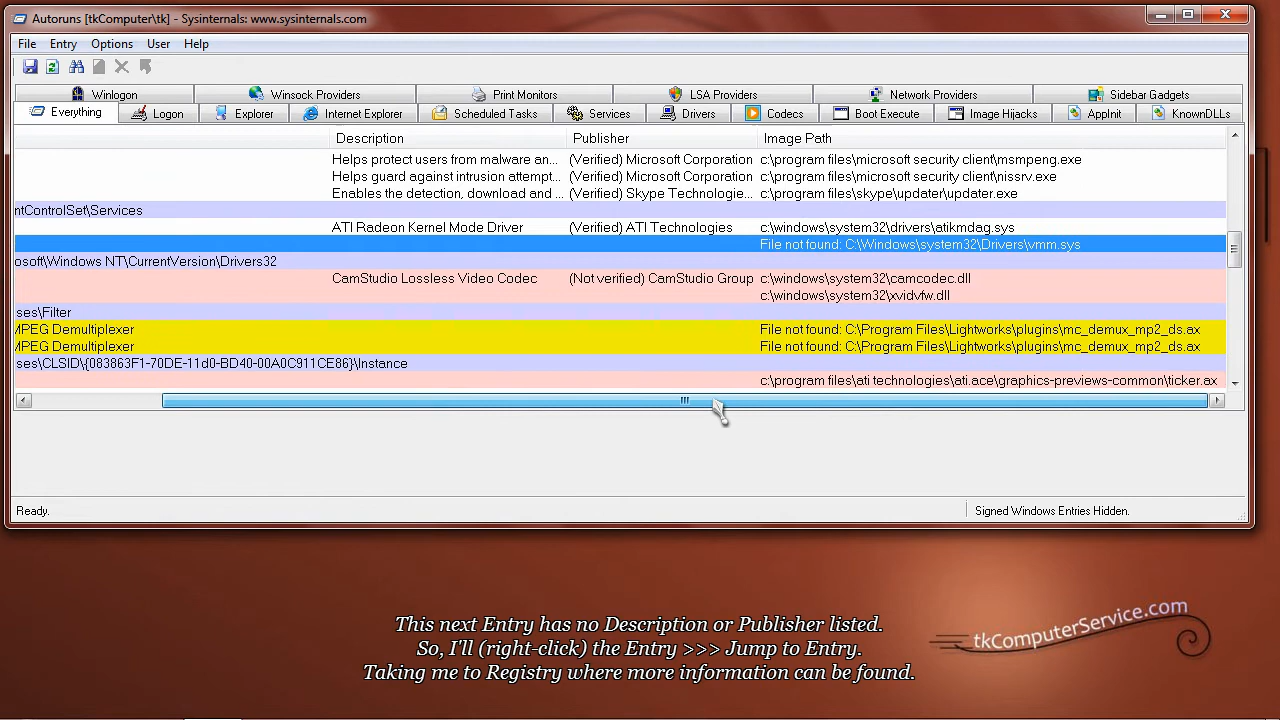 Autoruns [tkComputer\tk] - Sysinternals: www.sysinternals.com
File Entry Options User Help
Winlogon Winsock Providers Print Monitors LSA Providers Network Providers Sidebar Gadgets
Everything Logon Explorer Internet Explorer Scheduled Tasks Services Drivers Codecs Boot Execute Image Hijacks AppInit KnownDLLs
Description Publisher Image Path
Helps protect users from malware an... (Verified) Microsoft Corporation c:\program files\microsoft security client\msmpeng.exe
Helps guard against intrusion attempt... (Verified) Microsoft Corporation c:\program files\microsoft security client\nissrv.exe
Enables the detection, download and ... (Verified) Skype Technologie... c:\program files\skype\updater\updater.exe
ntControlSet\Services
ATI Radeon Kernel Mode Driver (Verified) ATI Technologies c:\windows\system32\drivers\atikmdag.sys
File not found: C:\Windows\system32\Drivers\vmm.sys
osoft\Windows NT\CurrentVersion\Drivers32
CamStudio Lossless Video Codec (Not verified) CamStudio Group c:\windows\system32\camcodec.dll
c:\windows\system32\xvidvfw.dll
ses\Filter
MPEG Demultiplexer File not found: C:\Program Files\Lightworks\plugins\mc_demux_mp2_ds.ax
MPEG Demultiplexer File not found: C:\Program Files\Lightworks\plugins\mc_demux_mp2_ds.ax
ses\CLSID\{083863F1-70DE-11d0-BD40-00A0C911CE86}\Instance
c:\program files\ati technologies\ati.ace\graphics-previews-common\ticker.ax
Ready. Signed Windows Entries Hidden.
This next Entry has no Description or Publisher listed.
So, I'll (right-click) the Entry >>> Jump to Entry.
Taking me to Registry where more information can be found.
tkComputerService.com